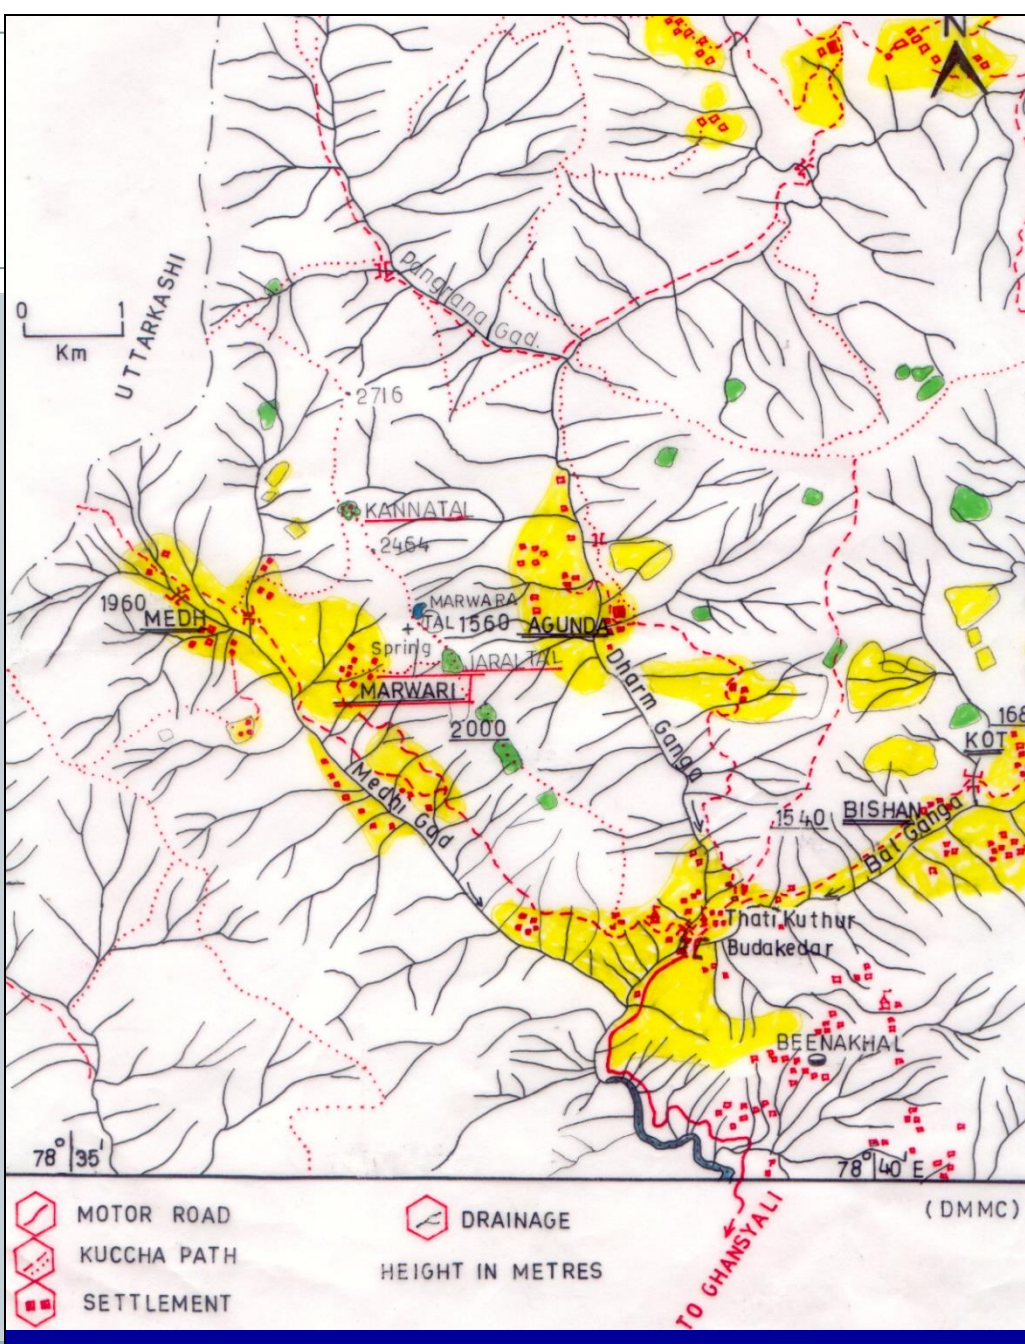 N
0 1
Km
UTTARKASHI
Pangrana Gad.
2716
KANNATAL
2464
MARWARA
TAL
1560 AGUNDA
1960
MEDH
Spring
JARAL TAL
MARWARI
2000
Dharm Ganga
168
KOT
Medhi Gad
1540
BISHAN
Bal Ganga
Thati Kuthur
Budakedar
BEENAKHAL
78° 35'
78° 40' E
MOTOR ROAD
KUCCHA PATH
SETTLEMENT
DRAINAGE
HEIGHT IN METRES
TO GHANSYALI
(DMMC)